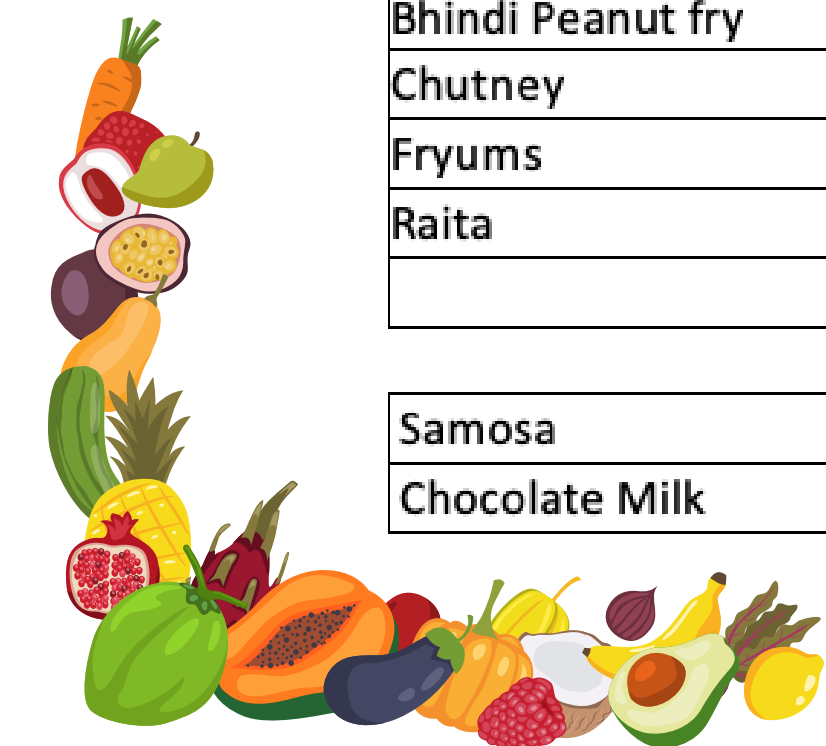 Bhindi Peanut fry
Chutney
Fryums
Raita
Samosa
Chocolate Milk